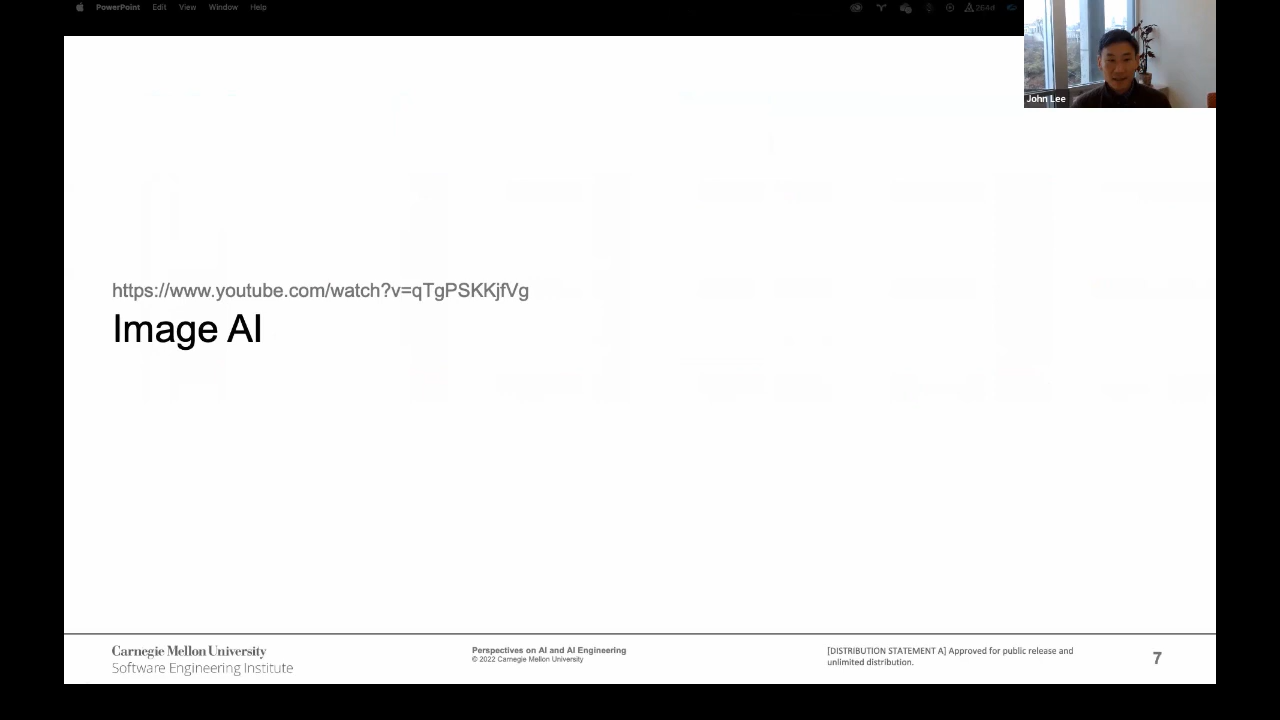 PowerPoint Edit View Window Help
264d
John Lee
https://www.youtube.com/watch?v=qTgPSKKjfVg
Image AI
Carnegie Mellon University
Software Engineering Institute
Perspectives on AI and AI Engineering
© 2022 Carnegie Mellon University
[DISTRIBUTION STATEMENT A] Approved for public release and
unlimited distribution.
7